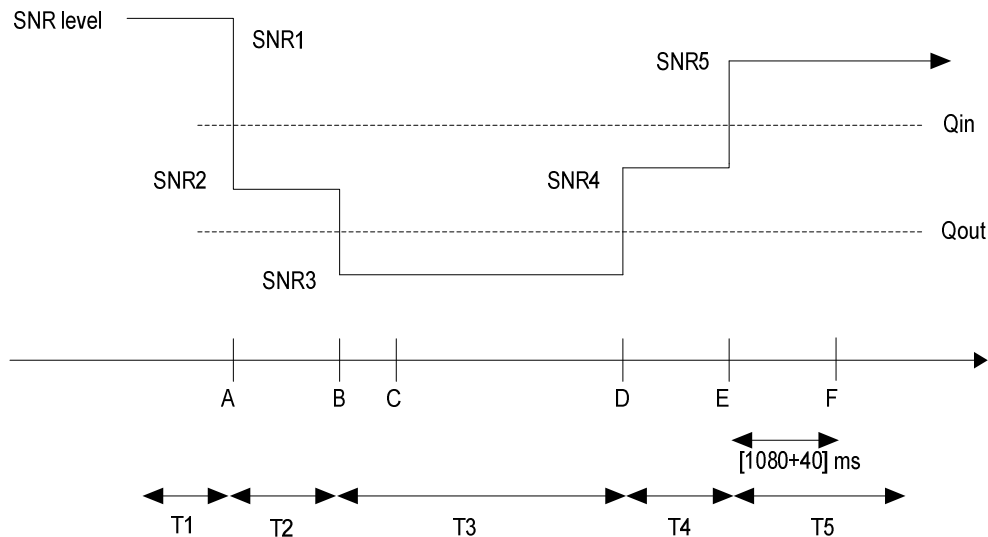 SNR level
SNR1
SNR5
Qin
SNR2
SNR4
Qout
SNR3
A
B
C
D
E
F
[1080+40] ms
T1
T2
T3
T4
T5